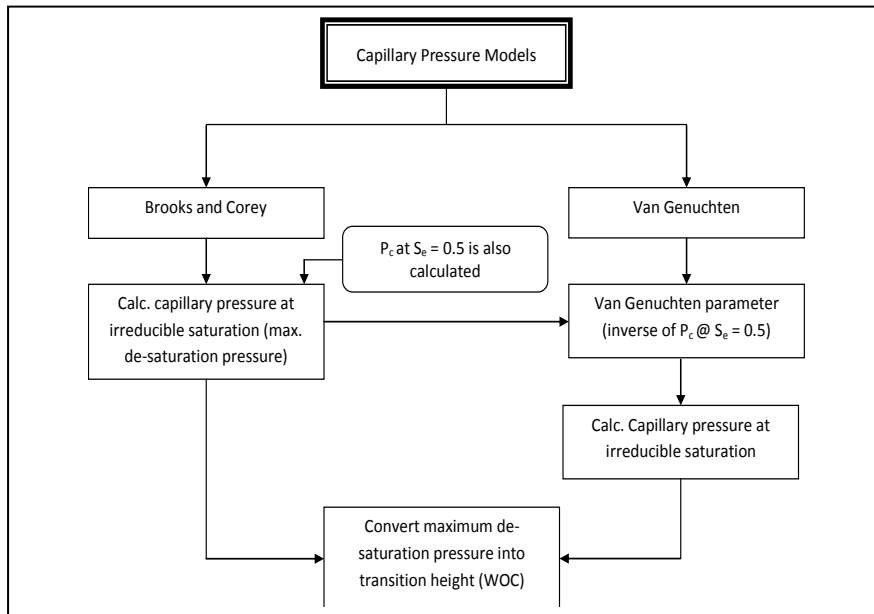 Capillary Pressure Models
Brooks and Corey
Van Genuchten
Pc at Se = 0.5 is also
calculated
Calc. capillary pressure at
irreducible saturation (max.
de-saturation pressure)
Van Genuchten parameter
(inverse of Pc @ Se = 0.5)
Calc. Capillary pressure at
irreducible saturation
Convert maximum de-
saturation pressure into
transition height (WOC)